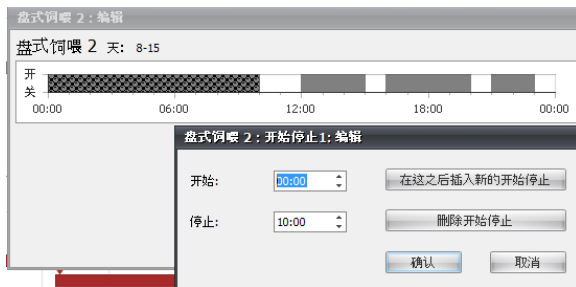 盘式饲喂 2 : 编辑
盘式饲喂 2 天: 8-15
开
关
00:00 06:00 12:00 18:00 00:00
盘式饲喂 2 : 开始停止1: 编辑
开始: 00:00 在这之后插入新的开始停止
停止: 10:00 删除开始停止
确认 取消